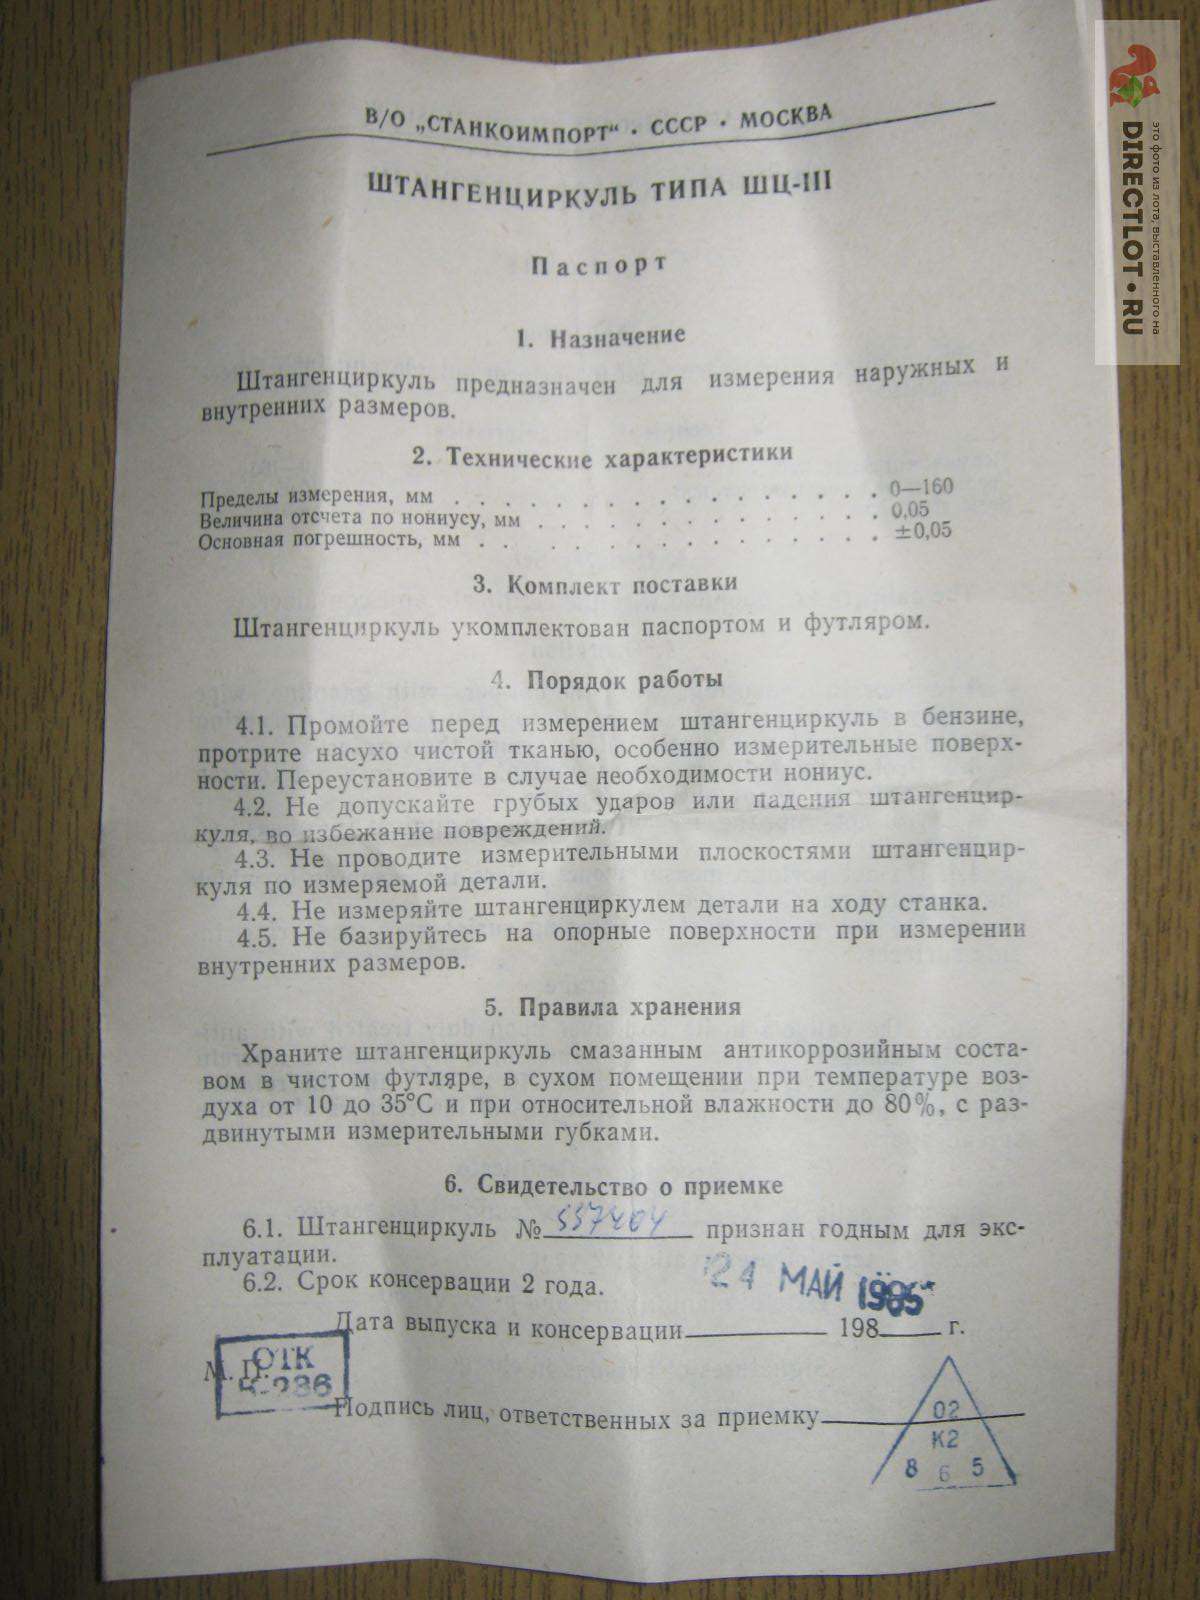 В/О „СТАНКОИМПОРТ“ • СССР • МОСКВА
ШТАНГЕНЦИРКУЛЬ ТИПА ШЦ-III
Паспорт
1. Назначение
Штангенциркуль предназначен для измерения наружных и
внутренних размеров.
2. Технические характеристики
Пределы измерения, мм . . . . . . . . . . . . . . . . 0—160
Величина отсчета по нониусу, мм . . . . . . . . . . . . . 0,05
Основная погрешность, мм . . . . . . . . . . . . . . ±0,05
3. Комплект поставки
Штангенциркуль укомплектован паспортом и футляром.
4. Порядок работы
4.1. Промойте перед измерением штангенциркуль в бензине,
протрите насухо чистой тканью, особенно измерительные поверх-
ности. Переустановите в случае необходимости нониус.
4.2. Не допускайте грубых ударов или падения штангенцир-
куля, во избежание повреждений.
4.3. Не проводите измерительными плоскостями штангенцир-
куля по измеряемой детали.
4.4. Не измеряйте штангенциркулем детали на ходу станка.
4.5. Не базируйтесь на опорные поверхности при измерении
внутренних размеров.
5. Правила хранения
Храните штангенциркуль смазанным антикоррозийным соста-
вом в чистом футляре, в сухом помещении при температуре воз-
духа от 10 до 35°С и при относительной влажности до 80%, с раз-
двинутыми измерительными губками.
6. Свидетельство о приемке
6.1. Штангенциркуль № 557404 признан годным для экс-
плуатации.
6.2. Срок консервации 2 года.
МАЙ
Дата выпуска и консервации 198 г.
М. П.
ОТК
Подпись лиц, ответственных за приемку
02
К2
8 6 5
DIRECTLOT•RU
это фото из лота, выставленного на